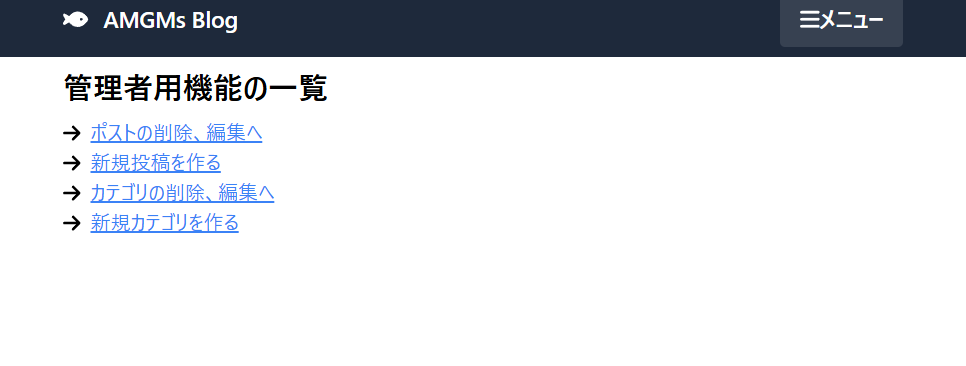 AMGMs Blog
メニュー
管理者用機能の一覧
ポストの削除、編集へ
新規投稿を作る
カテゴリの削除、編集へ
新規カテゴリを作る